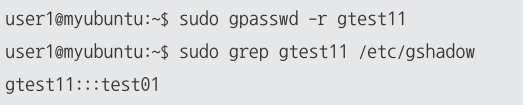 user1@myubuntu:~$ sudo gpasswd -r gtest11
user1@myubuntu:~$ sudo grep gtest11 /etc/gshadow
gtest11:::test01